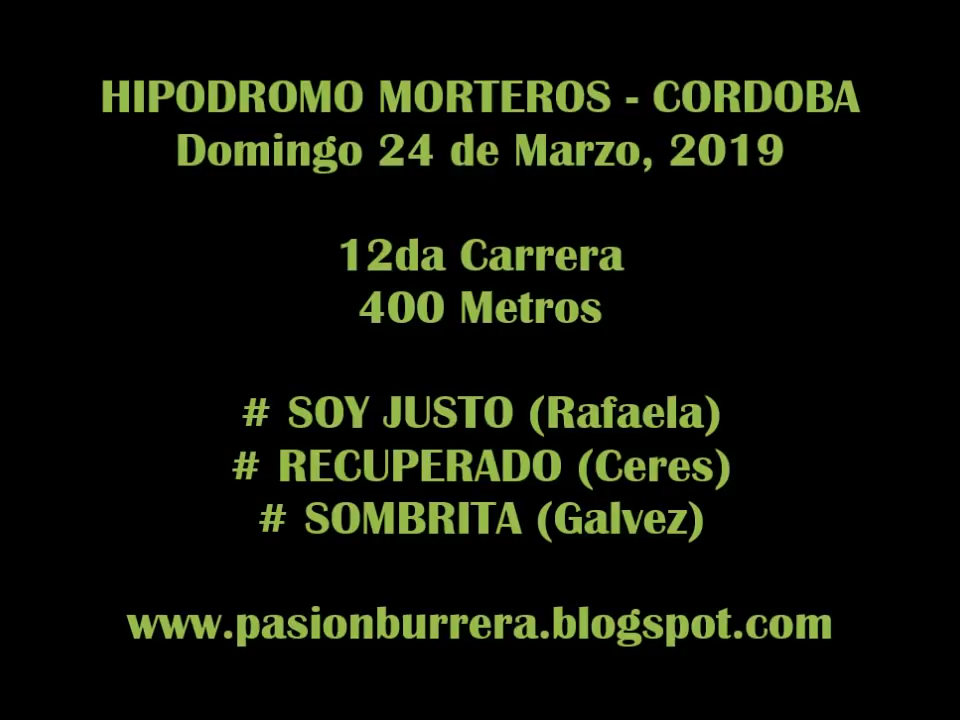 HIPODROMO MORTEROS - CORDOBA
Domingo 24 de Marzo, 2019
12da Carrera
400 Metros
# SOY JUSTO (Rafaela)
# RECUPERADO (Ceres)
# SOMBRITA (Galvez)
www.pasionburrera.blogspot.com